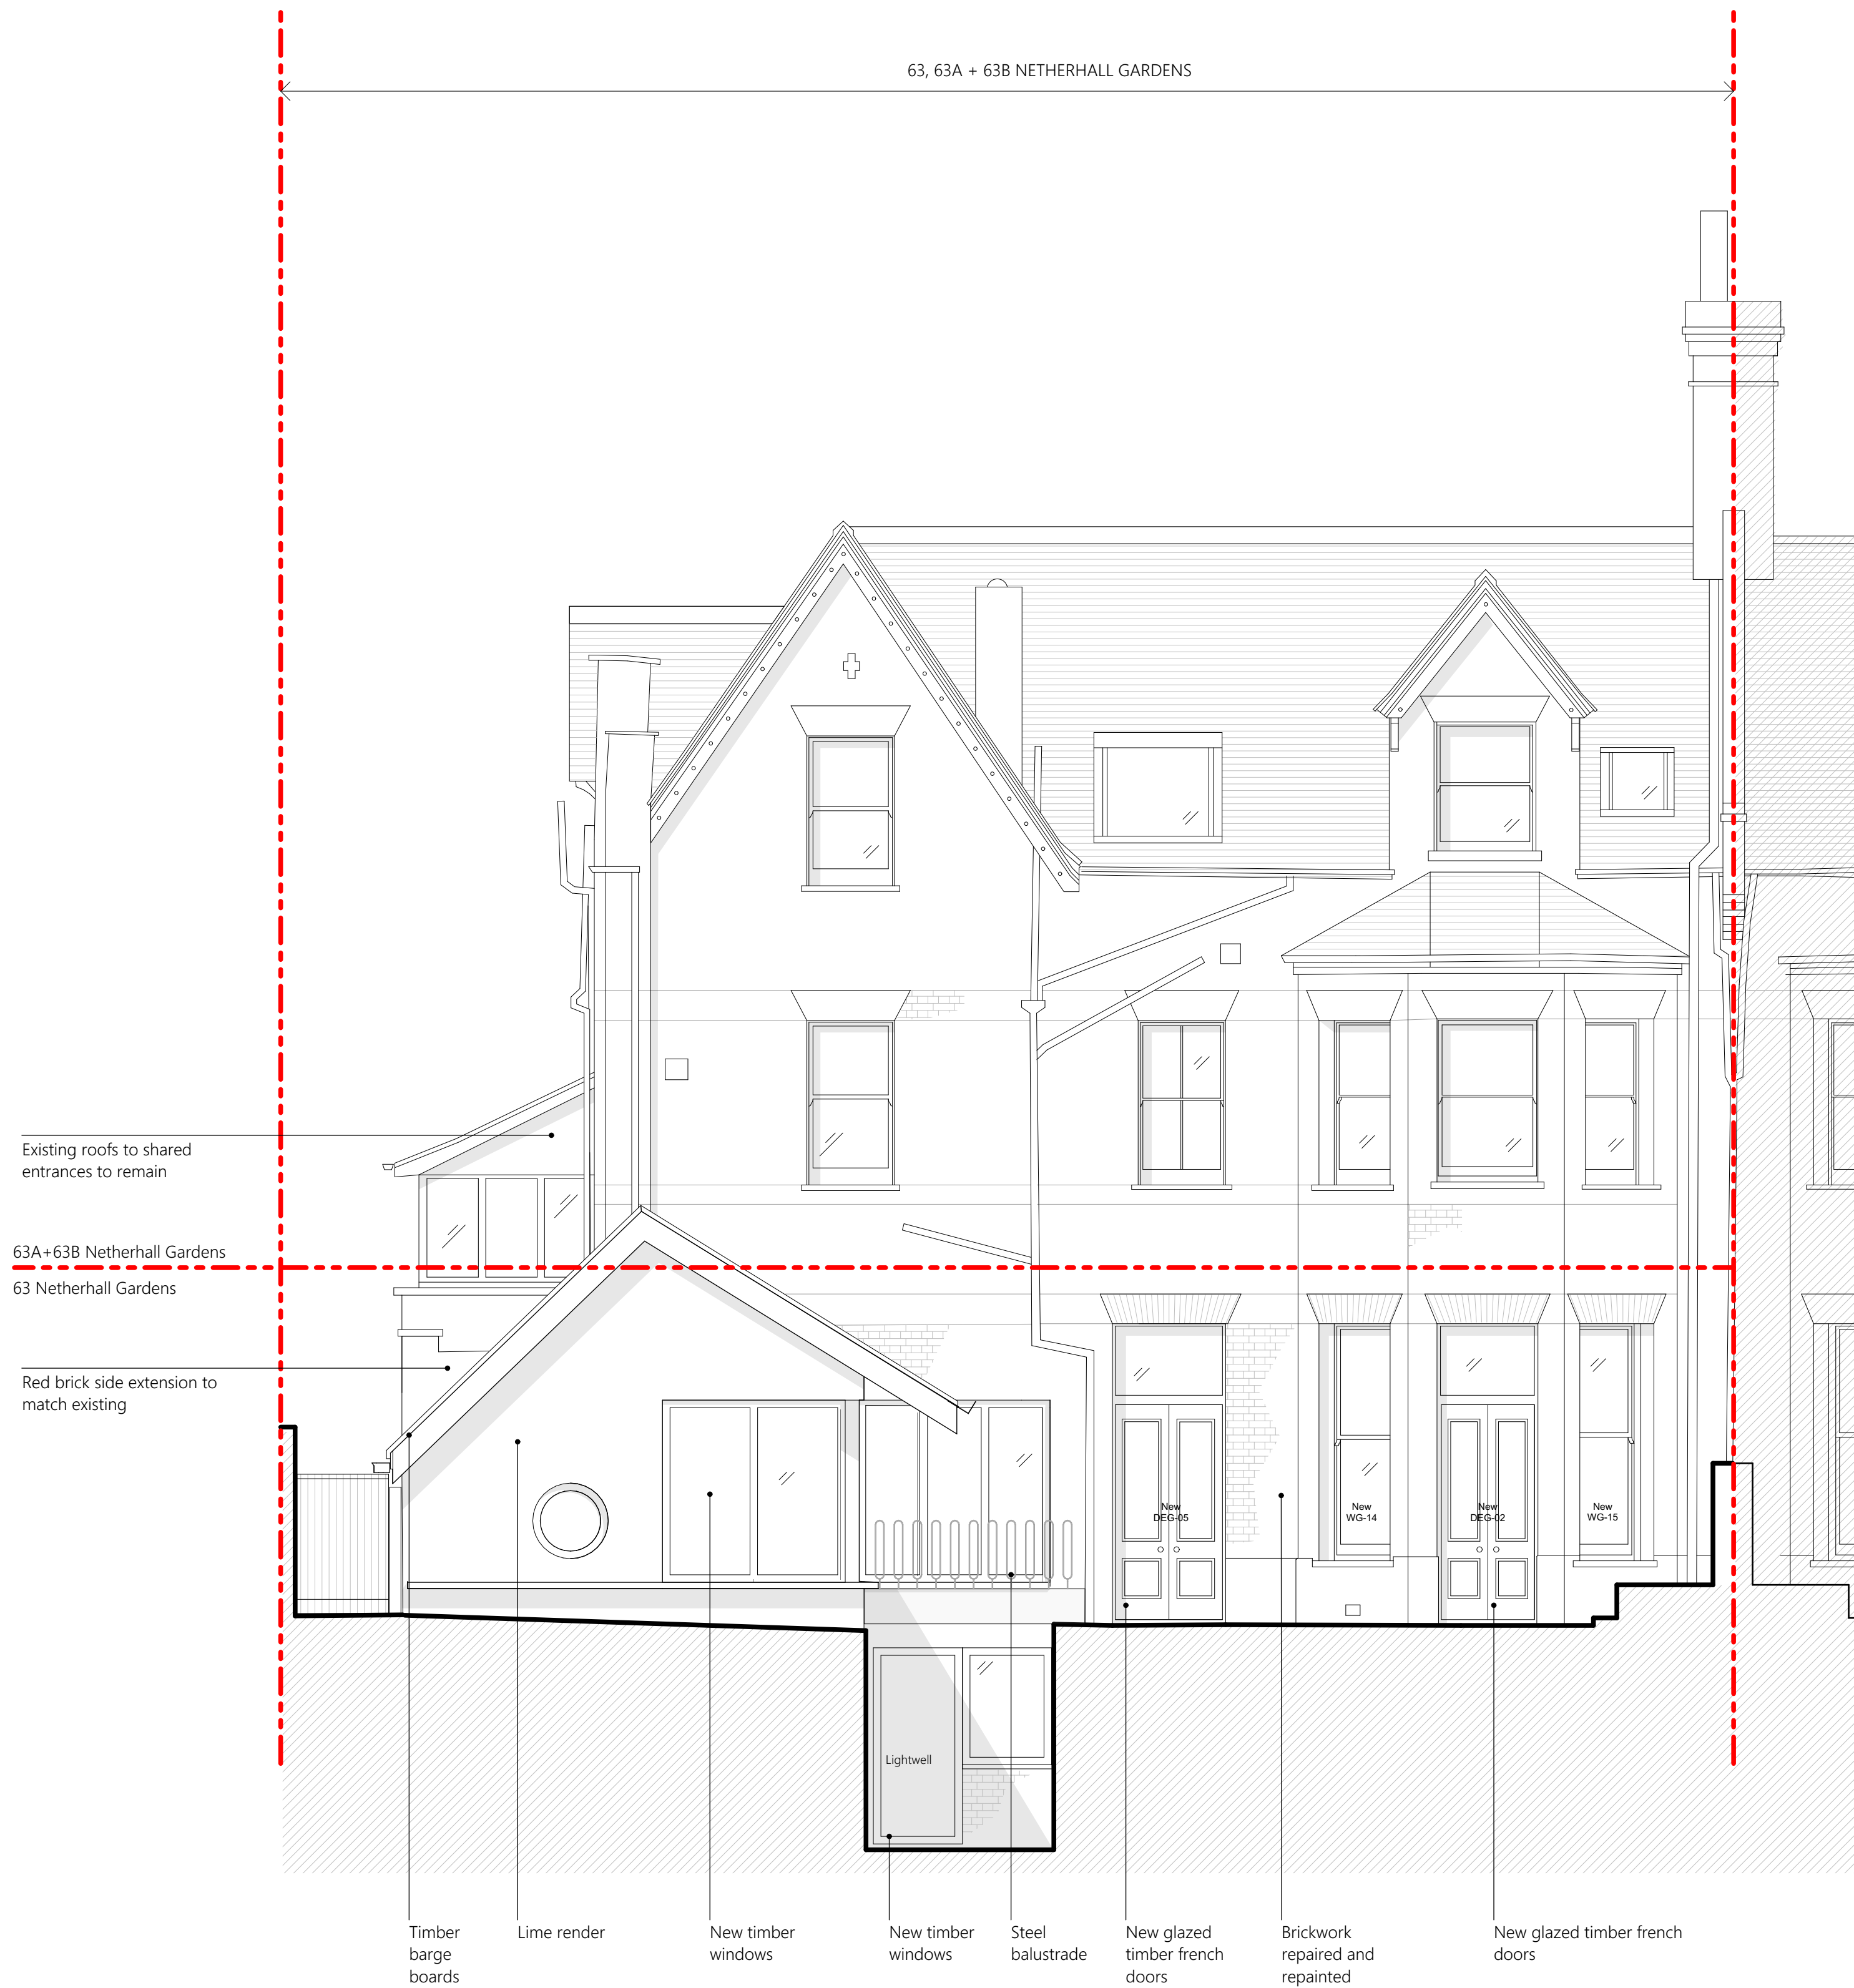 63, 63A + 63B NETHERHALL GARDENS
Existing roofs to shared
entrances to remain
63A+63B Netherhall Gardens
63 Netherhall Gardens
Red brick side extension to
match existing
New
DEG-05
New
WG-14
New
DEG-02
New
WG-15
Lightwell
Timber
barge
boards
Lime render
New timber
windows
New timber
windows
Steel
balustrade
New glazed
timber french
doors
Brickwork
repaired and
repainted
New glazed timber french
doors